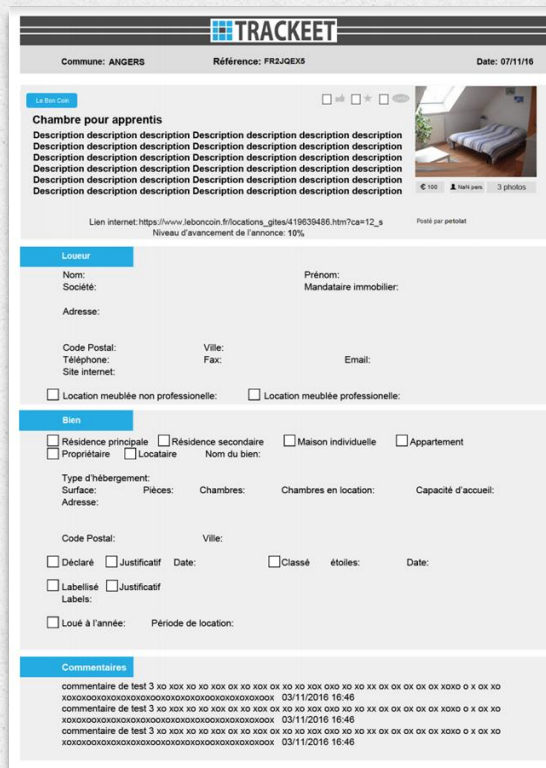 TRACKEET
Commune: ANGERS Référence: FR2JQEX5 Date: 07/11/16
Le Bon Coin
Chambre pour apprentis
Description description description Description description description description
Description description description Description description description description
Description description description Description description description description
Description description description Description description description description
Description description description Description description description description
Description description description Description description description description
€ 100 NaN pers. 3 photos
Lien internet:https://www.leboncoin.fr/locations_gites/419639486.htm?ca=12_s Posté par petolat
Niveau d'avancement de l'annonce: 10%
Loueur
Nom: Prénom:
Société: Mandataire immobilier:
Adresse:
Code Postal: Ville:
Téléphone: Fax: Email:
Site internet:
Location meublée non professionelle: Location meublée professionelle:
Bien
Résidence principale Résidence secondaire Maison individuelle Appartement
Propriétaire Locataire Nom du bien:
Type d'hébergement:
Surface: Pièces: Chambres: Chambres en location: Capacité d'accueil:
Adresse:
Code Postal: Ville:
Déclaré Justificatif Date: Classé étoiles: Date:
Labellisé Justificatif
Labels:
Loué à l'année: Période de location:
Commentaires
commentaire de test 3 xo xox xo xo xox ox xo xox ox xo xo xox oxo xo xo xx ox ox ox ox ox xoxo o x ox xo
xoxoxooxoxoxoxoxoxoxoxoxoxooxoxoxoxoxoox 03/11/2016 16:46
commentaire de test 3 xo xox xo xo xox ox xo xox ox xo xo xox oxo xo xo xx ox ox ox ox ox xoxo o x ox xo
xoxoxooxoxoxoxoxoxoxoxoxoxooxoxoxoxoxoox 03/11/2016 16:46
commentaire de test 3 xo xox xo xo xox ox xo xox ox xo xo xox oxo xo xo xx ox ox ox ox ox xoxo o x ox xo
xoxoxooxoxoxoxoxoxoxoxoxoxooxoxoxoxoxoox 03/11/2016 16:46